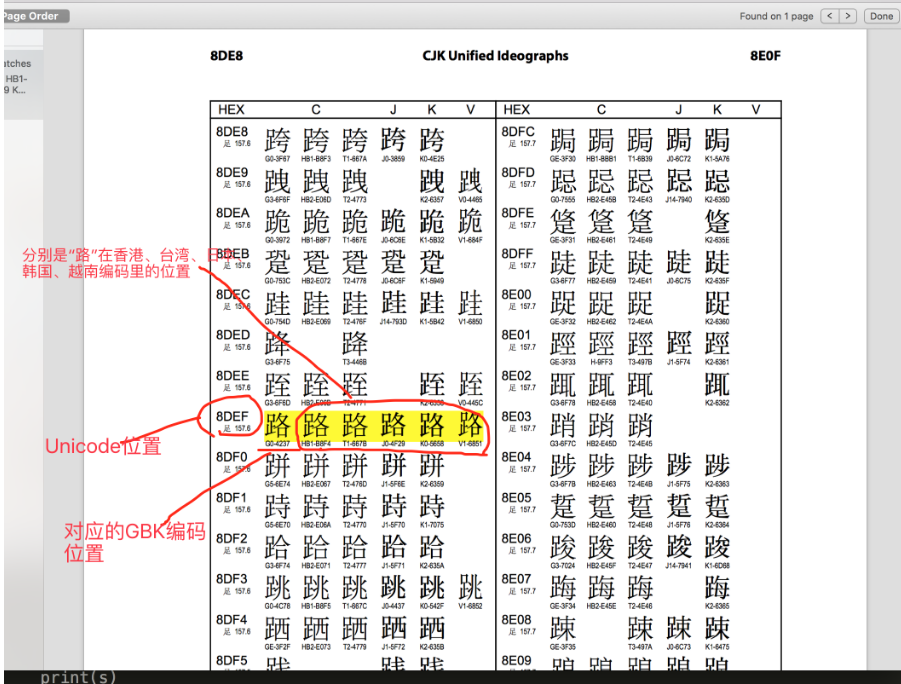 Page Order
Found on 1 page < > Done
atches
HB1-
9 K...
8DE8 CJK Unified Ideographs 8E0F
HEX C J K V HEX C J K V
8DE8 跨 跨 跨 跨 跨 8DFC 跼 跼 跼 跼 跼
足 157.6 G0-3F67 HB1-B8F3 T1-667A J0-3859 K0-4E25 足 157.7 GE-3F30 HB1-BBB1 T1-6B39 J0-6C72 K1-5A76
8DE9 跩 跩 跩 跩 跩 8DFD 跽 跽 跽 跽 跽
足 157.6 G3-6F6F HB2-E06D T2-4773 K2-6357 V0-4465 足 157.7 G0-7555 HB2-E45B T2-4E43 J14-7940 K2-635D
8DEA 跪 跪 跪 跪 跪 跪 8DFE 跾 跾 跾 跾
足 157.6 G0-3972 HB1-B8F7 T1-667E J0-6C6E K1-5B32 V1-684F 足 157.7 GE-3F31 HB2-E461 T2-4E49 K2-635E
分别是“路”在香港、台湾、日本、
韩国、越南编码里的位置
8DEB 跫 跫 跫 跫 跫 8DFF 跿 跿 跿 跿 跿
G0-753C HB2-E072 T2-4778 J0-6C6F K1-5949 足 157.7 G3-6F77 HB2-E459 T2-4E41 J0-6C75 K2-635F
8DEC 跬 跬 跬 跬 跬 跬 8E00 踀 踀 踀 踀
足 157.6 G0-754D HB2-E069 T2-476F J14-793D K1-5B42 V1-6850 足 157.7 GE-3F32 HB2-E462 T2-4E4A K2-6360
8DED 跭 跭 8E01 踁 踁 踁 踁 踁
足 157.6 G3-6F75 T3-446B 足 157.7 GE-3F33 H-9FF3 T3-497B J1-5F74 K2-6361
8DEE 跮 跮 跮 跮 跮 8E02 踂 踂 踂 踂
足 157.6 V0-445C 足 157.7 G3-6F78 HB2-E458 T2-4E40 K2-6362
8DEF 路 路 路 路 路 路 8E03 踃 踃 踃
足 157.6 G0-4237 HB1-B8F4 T1-667B J0-4F29 K0-5658 V1-6851 足 157.7 G3-6F7C HB2-E45D T2-4E45
Unicode位置
8DF0 跰 跰 跰 跰 跰 8E04 踄 踄 踄 踄 踄
足 157.6 G5-6E74 HB2-E067 T2-476D J1-5F6E K2-6359 足 157.7 G3-6F7B HB2-E463 T2-4E4B J1-5F75 K2-6363
8DF1 跱 跱 跱 跱 跱 8E05 踅 踅 踅 踅 踅
足 157.6 G5-6E70 HB2-E06A T2-4770 J1-5F70 K1-7075 足 157.7 G0-753D HB2-E460 T2-4E48 J1-5F76 K2-6364
对应的GBK编码
位置
8DF2 跲 跲 跲 跲 跲 8E06 踆 踆 踆 踆 踆
足 157.6 G3-6F74 HB2-E071 T2-4777 J1-5F71 K2-635A 足 157.7 G3-7024 HB2-E45F T2-4E47 J14-7941 K1-6D68
8DF3 跳 跳 跳 跳 跳 跳 8E07 踇 踇 踇 踇
足 157.6 G0-4C78 HB1-B8F5 T1-667C J0-4437 K0-542F V1-6852 足 157.7 GE-3F34 HB2-E45E T2-4E46 K2-6365
8DF4 跴 跴 跴 跴 跴 8E08 踈 踈 踈 踈
足 157.6 GE-3F2F HB2-E073 T2-4779 J1-5F72 K2-635B 足 157.7 GE-3F35 T3-497A J0-6C73 K1-6475
8DF5 践 践 践 8E09 踉 踉 踉 踉 踉
print(s)